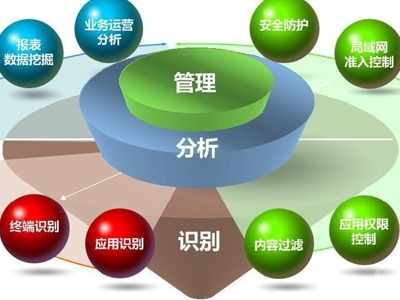 业务运营
分析
安全防护
报表
数据挖掘
局域网
准入控制
管理
分析
终端识别
应用识别
识别
内容过滤
应用权限
控制